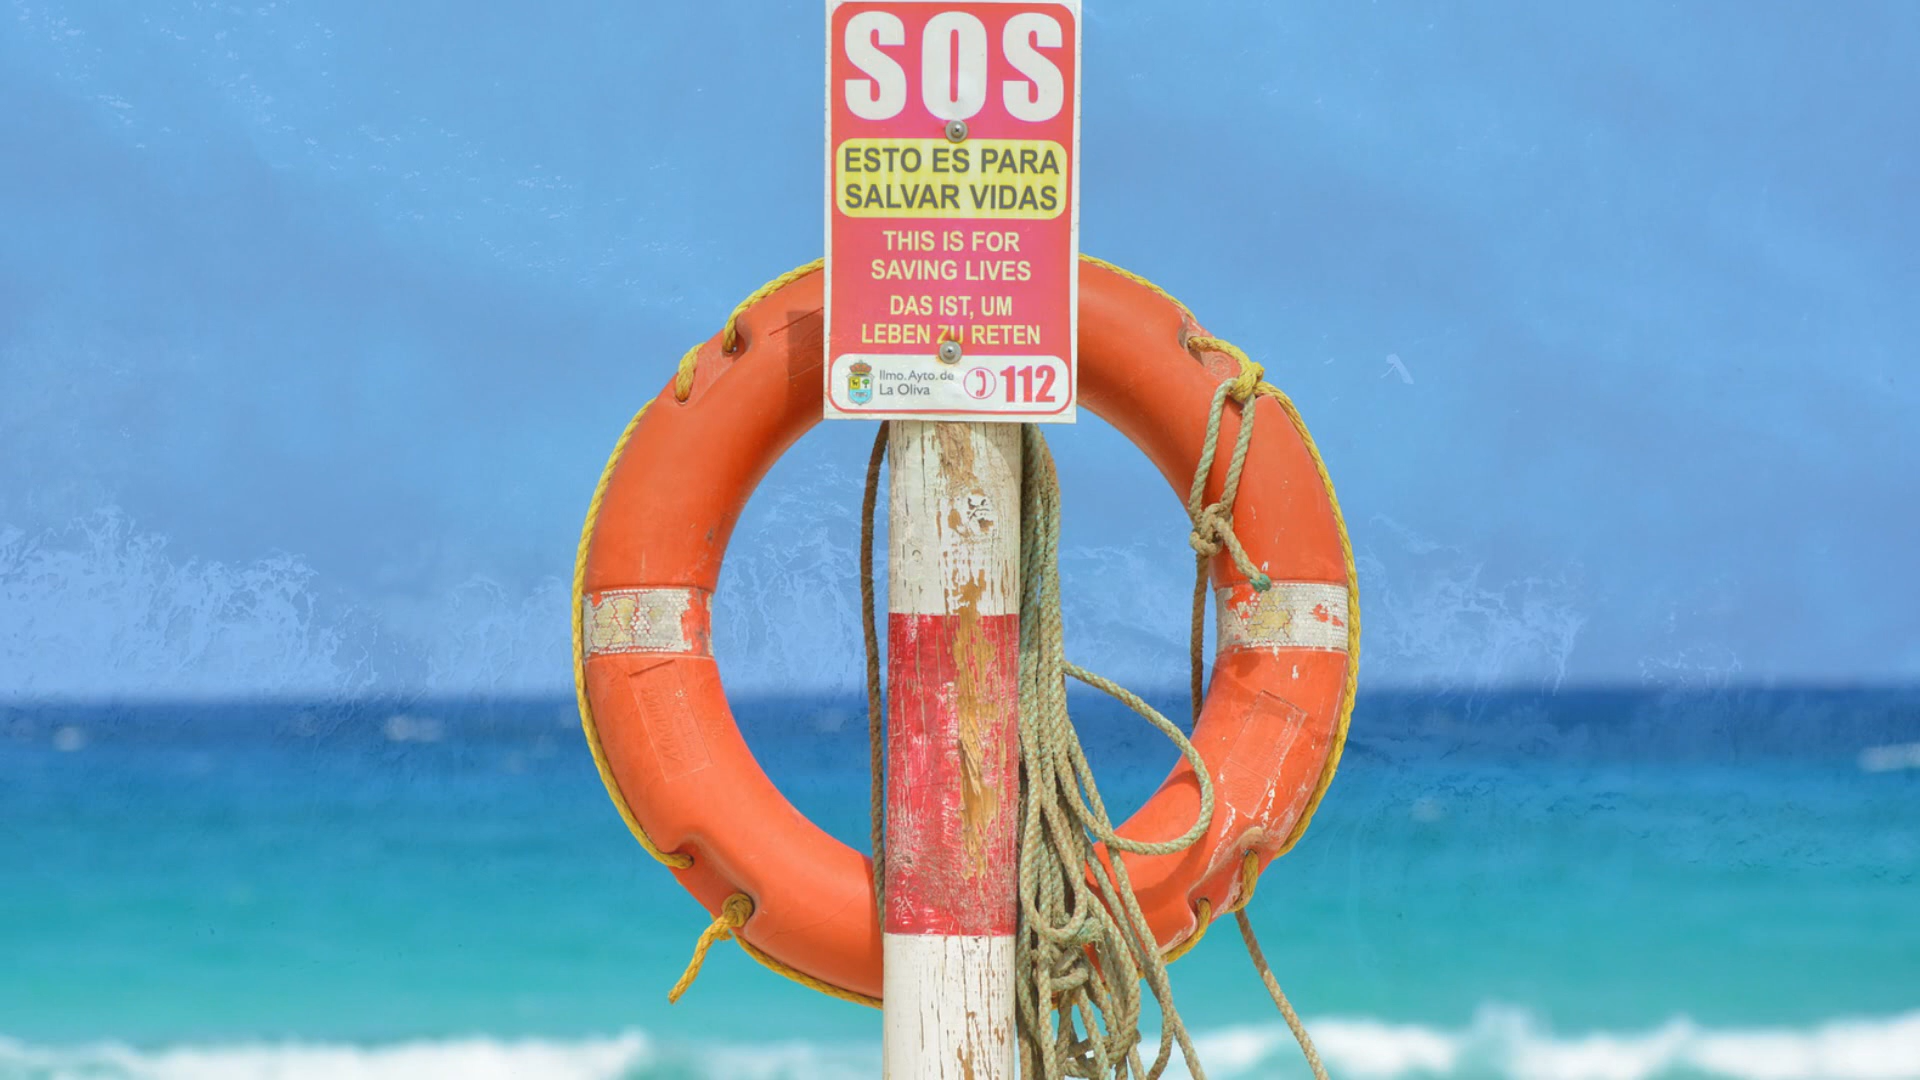 SOS
ESTO ES PARA
SALVAR VIDAS
THIS IS FOR
SAVING LIVES
DAS IST, UM
LEBEN ZU RETEN
Ilmo. Ayto. de
La Oliva
112